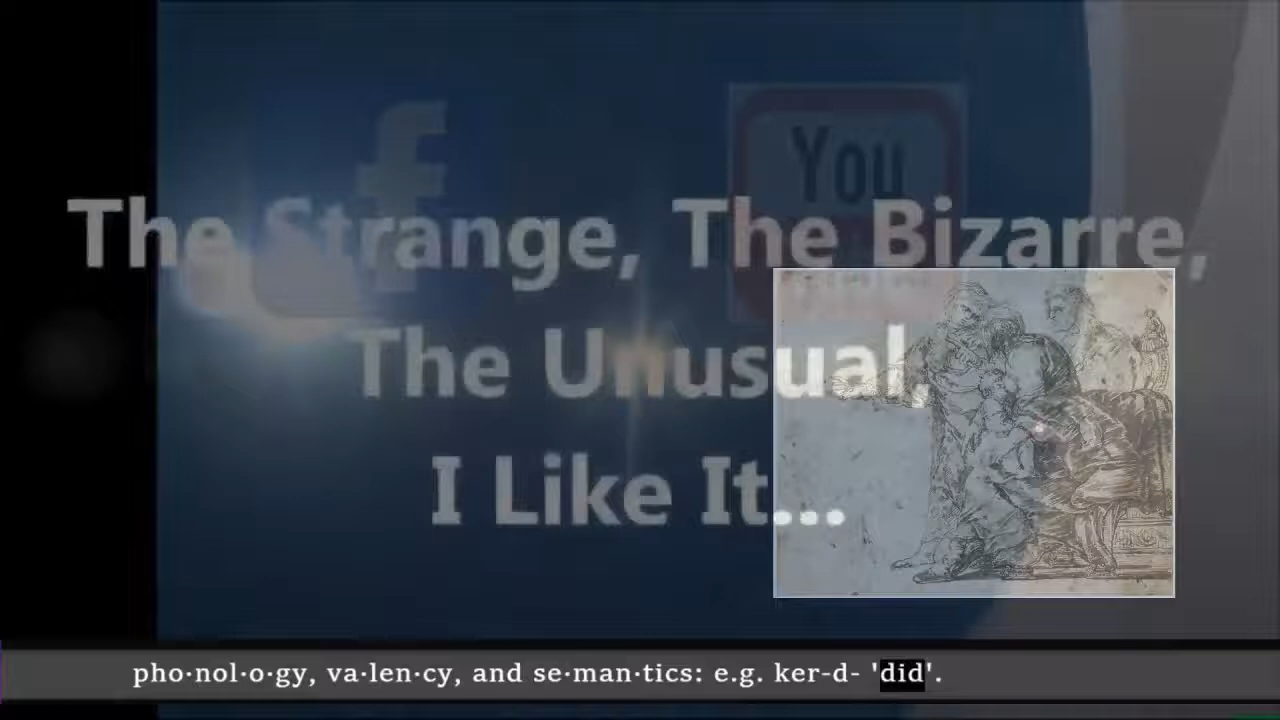 f
You
The Strange, The Bizarre,
The Unusual,
I Like It...
pho·nol·o·gy, va·len·cy, and se·man·tics: e.g. ker-d- 'did'.